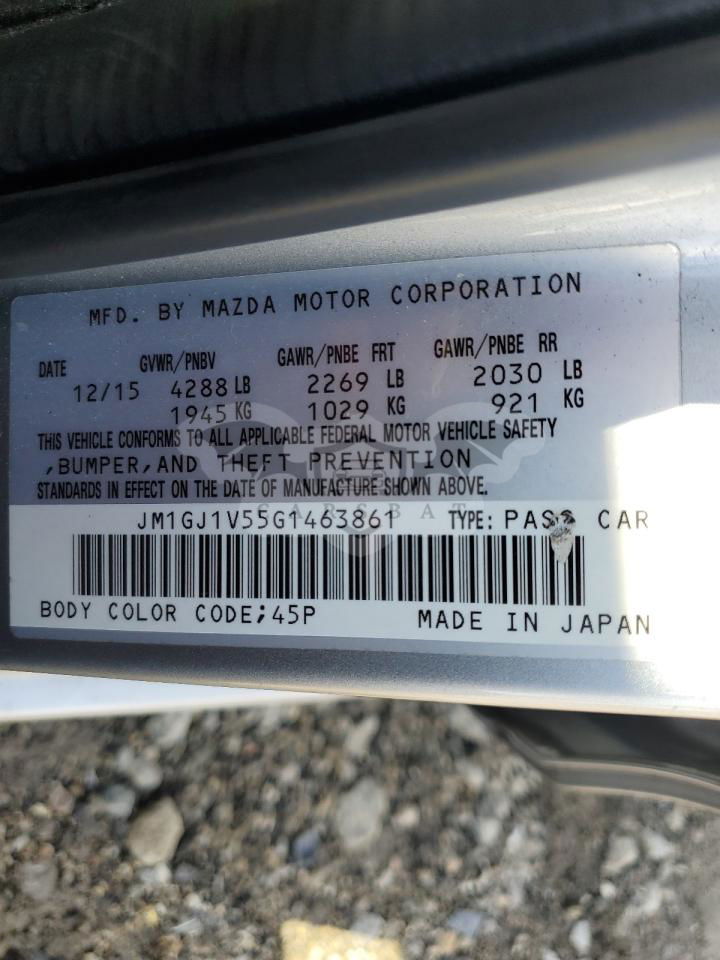 MFD. BY MAZDA MOTOR CORPORATION
DATE GVWR/PNBV GAWR/PNBE FRT GAWR/PNBE RR
12/15 4288 LB 2269 LB 2030 LB
1945 KG 1029 KG 921 KG
THIS VEHICLE CONFORMS TO ALL APPLICABLE FEDERAL MOTOR VEHICLE SAFETY
,BUMPER,AND THEFT PREVENTION
STANDARDS IN EFFECT ON THE DATE OF MANUFACTURE SHOWN ABOVE.
CARSBAT
JM1GJ1V55G1463861 TYPE: PASS CAR
BODY COLOR CODE;45P MADE IN JAPAN